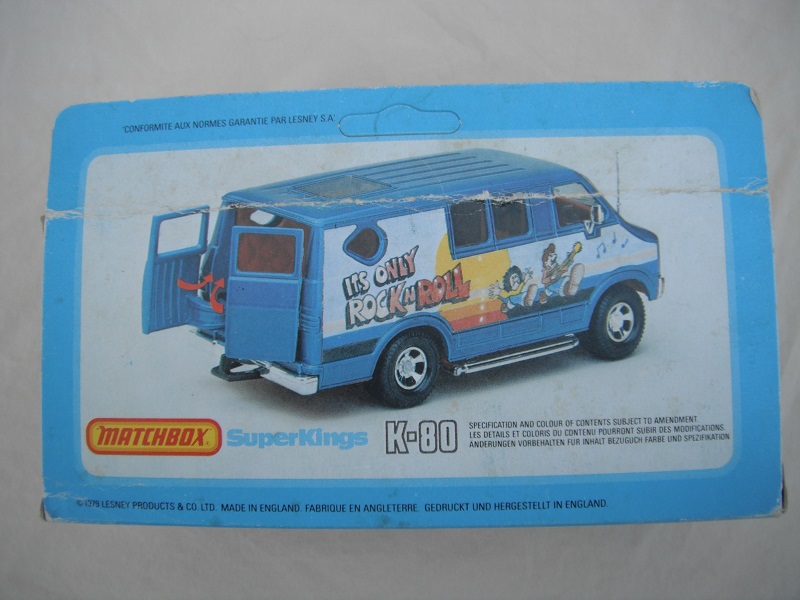 'CONFORMITE AUX NORMES GARANTIE PAR LESNEY S.A.'
ITS ONLY
ROCK N ROLL
MATCHBOX
SuperKings
K-80
SPECIFICATION AND COLOUR OF CONTENTS SUBJECT TO AMENDMENT.
LES DETAILS ET COLORIS DU CONTENU POURRONT SUBIR DES MODIFICATIONS.
ÄNDERUNGEN VORBEHALTEN FUR INHALT BEZUGUCH FARBE UND SPEZIFIKATION
© 1979 LESNEY PRODUCTS & CO. LTD. MADE IN ENGLAND. FABRIQUE EN ANGLETERRE. GEDRUCKT UND HERGESTELLT IN ENGLAND.